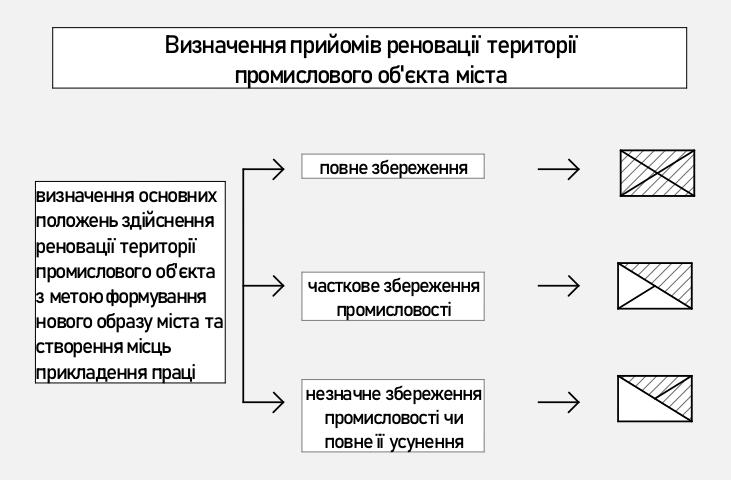 Визначення прийомів реновації території
промислового об'єкта міста
визначення основних
положень здійснення
реновації території
промислового об'єкта
з метою формування
нового образу міста та
створення місць
прикладення праці
повне збереження
часткове збереження
промисловості
незначне збереження
промисловості чи
повне її усунення